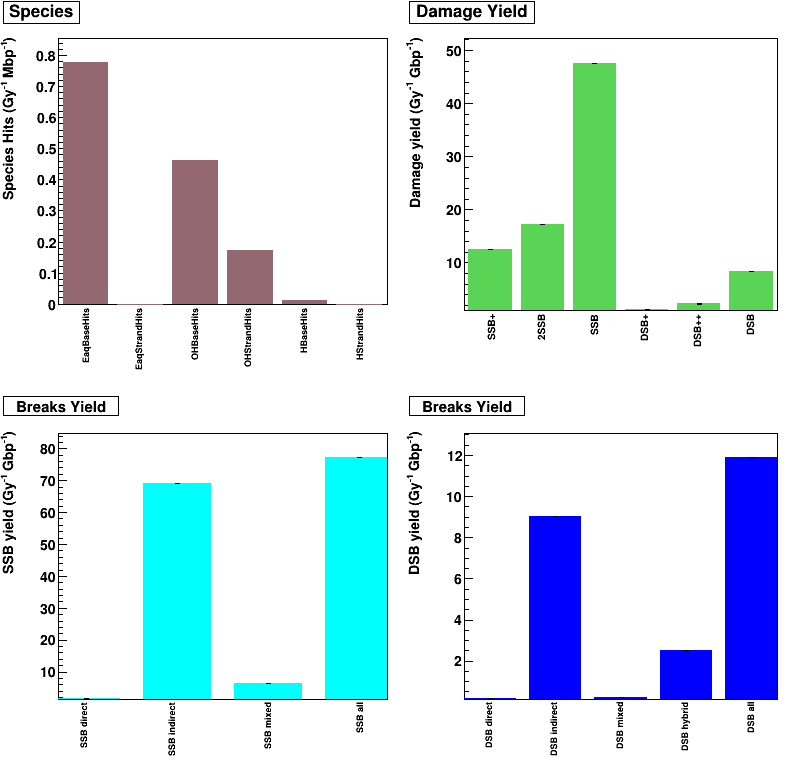 Species
Species Hits (Gy⁻¹ Mbp⁻¹)
0.8
0.7
0.6
0.5
0.4
0.3
0.2
0.1
0
EaqBaseHits
EaqStrandHits
OHBaseHits
OHStrandHits
HBaseHits
HStrandHits
Damage Yield
Damage yield (Gy⁻¹ Gbp⁻¹)
50
40
30
20
10
SSB+
2SSB
SSB
DSB+
DSB++
DSB
Breaks Yield
SSB yield (Gy⁻¹ Gbp⁻¹)
80
70
60
50
40
30
20
10
SSB direct
SSB indirect
SSB mixed
SSB all
Breaks Yield
DSB yield (Gy⁻¹ Gbp⁻¹)
12
10
8
6
4
2
DSB direct
DSB indirect
DSB mixed
DSB hybrid
DSB all